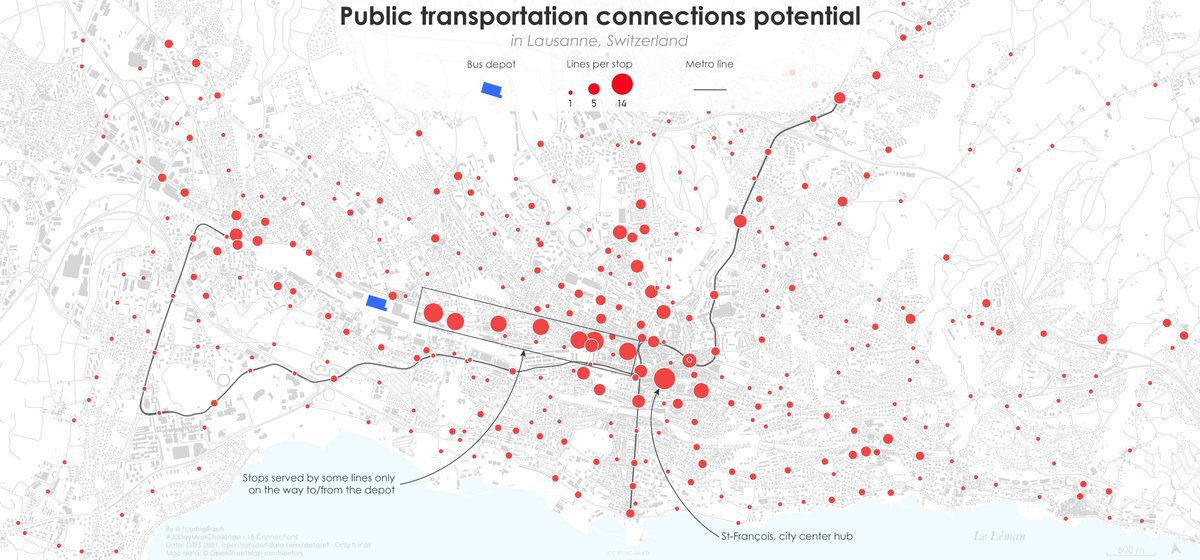 Public transportation connections potential
in Lausanne, Switzerland
Bus depot
Lines per stop
Metro line
1 5 14
Stops served by some lines only
on the way to/from the depot
St-François, city center hub
By @1cartogRaph
#30DayMapChallenge - 15 Connections
Data: GTFS 2021, opentransportdata.swiss/dataset - Only tl lines
Map data: © OpenStreetMap contributors
Le Léman
500 m